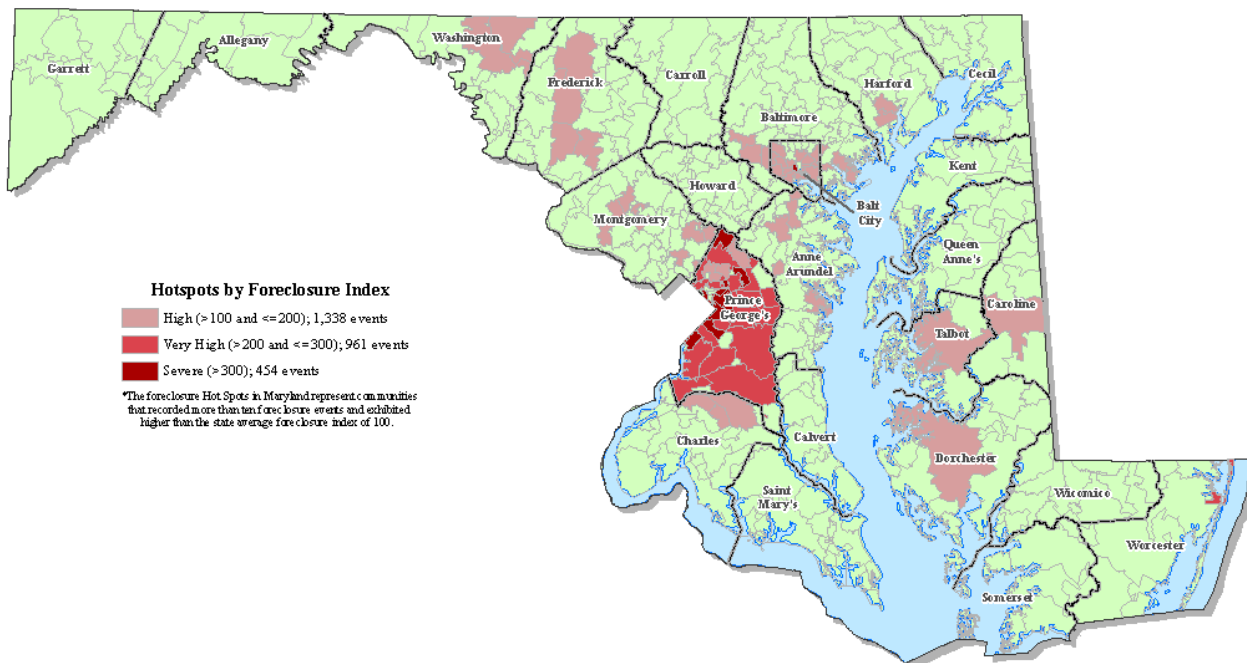 Garrett
Allegany
Washington
Frederick
Carroll
Baltimore
Harford
Cecil
Kent
Howard
Montgomery
Balt
City
Queen
Anne's
Anne
Arundel
Prince
George's
Caroline
Talbot
Hotspots by Foreclosure Index
High (>100 and <=200); 1,338 events
Very High (>200 and <=300); 961 events
Severe (>300); 454 events
*The foreclosure Hot Spots in Maryland represent communities
that recorded more than ten foreclosure events and exhibited
higher than the state average foreclosure index of 100.
Charles
Calvert
Dorchester
Saint
Mary's
Wicomico
Worcester
Somerset